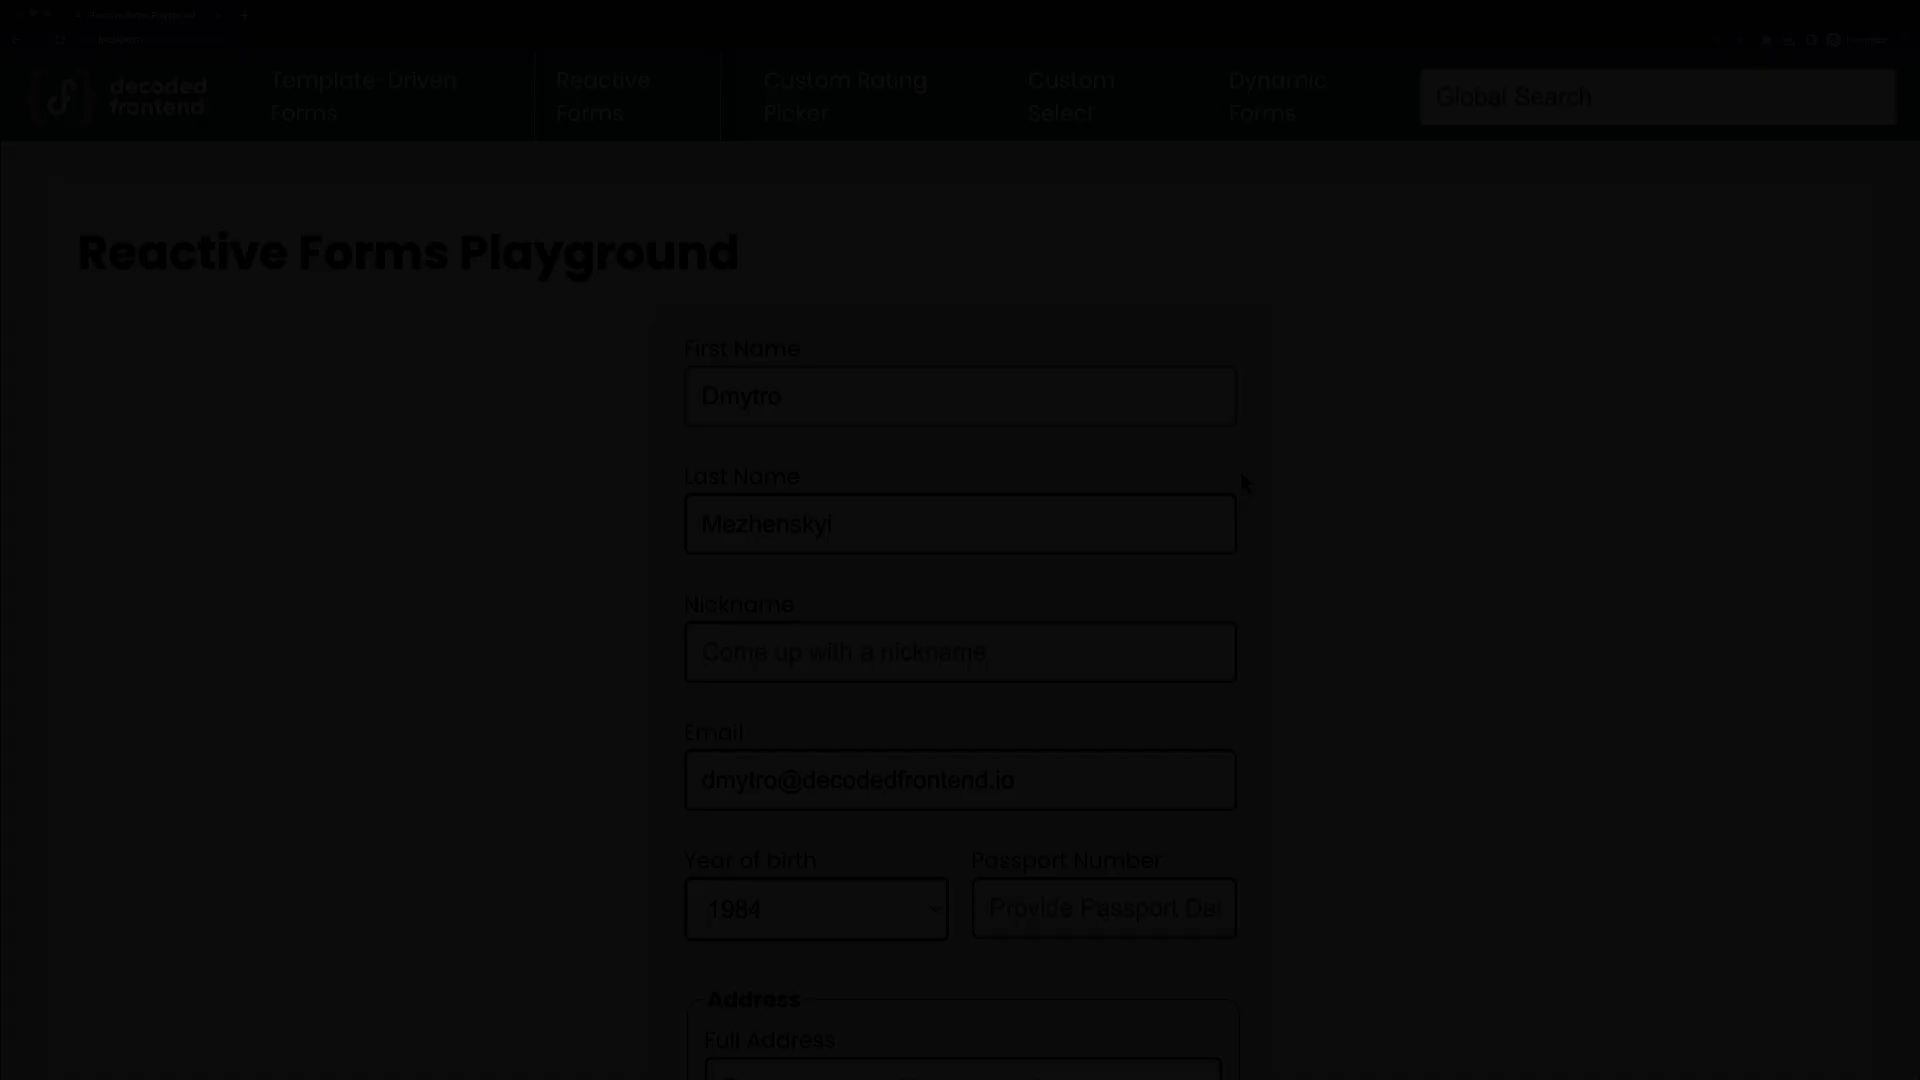 decoded
frontend
Template-Driven
Forms
Reactive
Forms
Custom Rating
Picker
Custom
Select
Dynamic
Forms
Global Search
Reactive Forms Playground
First Name
Dmytro
Last Name
Mezhenskyi
Nickname
Come up with a nickname
Email
dmytro@decodedfrontend.io
Year of birth
Passport Number
1984
Provide Passport Da
Address
Full Address